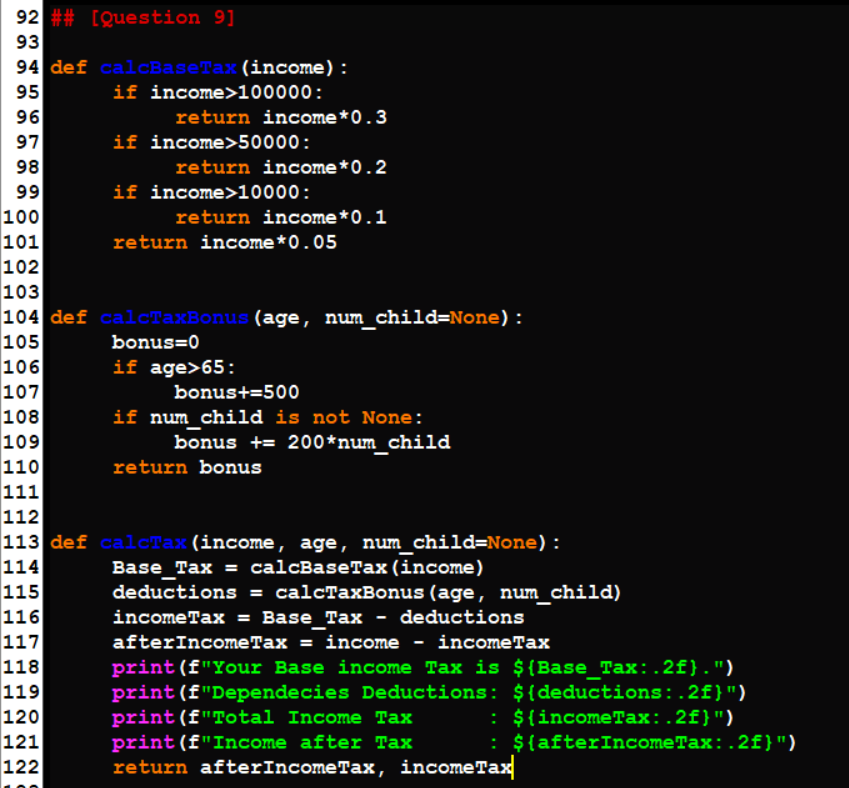 92 ## [Question 9]
93
94 def calcBaseTax(income):
95     if income>100000:
96         return income*0.3
97     if income>50000:
98         return income*0.2
99     if income>10000:
100         return income*0.1
101     return income*0.05
102
103
104 def calcTaxBonus(age, num_child=None):
105     bonus=0
106     if age>65:
107         bonus+=500
108     if num_child is not None:
109         bonus += 200*num_child
110     return bonus
111
112
113 def calcTax(income, age, num_child=None):
114     Base_Tax = calcBaseTax(income)
115     deductions = calcTaxBonus(age, num_child)
116     incomeTax = Base_Tax - deductions
117     afterIncomeTax = income - incomeTax
118     print(f"Your Base income Tax is ${Base_Tax:.2f}.")
119     print(f"Dependecies Deductions: ${deductions:.2f}")
120     print(f"Total Income Tax      : ${incomeTax:.2f}")
121     print(f"Income after Tax      : ${afterIncomeTax:.2f}")
122     return afterIncomeTax, incomeTax